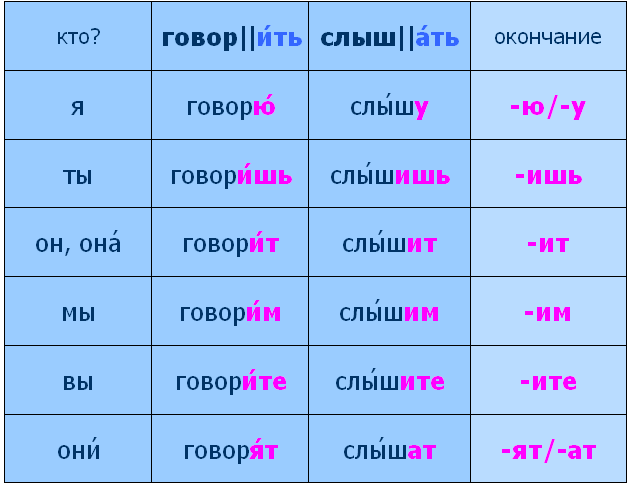 кто? говор||и́ть слыш||а́ть окончание
я говорю́ слы́шу -ю/-у
ты говори́шь слы́шишь -ишь
он, она́ говори́т слы́шит -ит
мы говори́м слы́шим -им
вы говори́те слы́шите -ите
они́ говоря́т слы́шат -ят/-ат